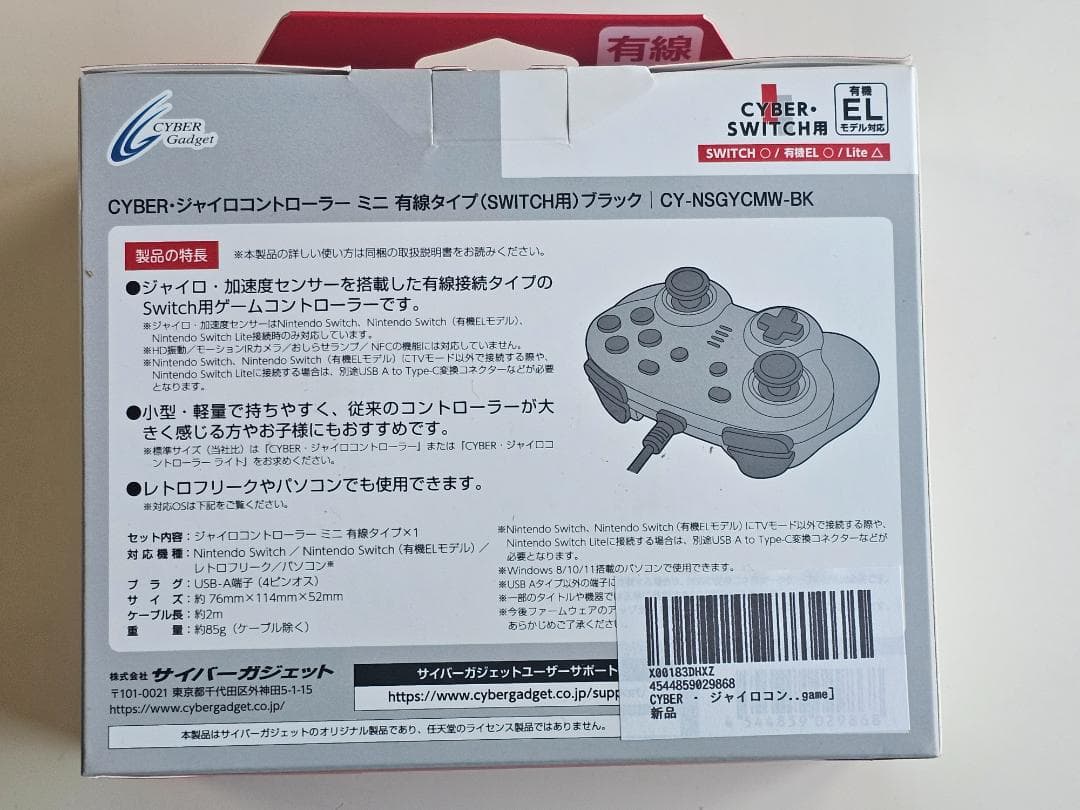 有線
CYBER
Gadget
CYBER・
SWITCH用
有機
EL
モデル対応
SWITCH ○ / 有機EL ○ / Lite △
CYBER・ジャイロコントローラー ミニ 有線タイプ(SWITCH用)ブラック | CY-NSGYCMW-BK
製品の特長 ※本製品の詳しい使い方は同梱の取扱説明書をお読みください。
●ジャイロ・加速度センサーを搭載した有線接続タイプの
Switch用ゲームコントローラーです。
※ジャイロ・加速度センサーはNintendo Switch、Nintendo Switch(有機ELモデル)、
Nintendo Switch Lite接続時のみ対応しています。
※HD振動/モーションIRカメラ/おしらせランプ/NFCの機能には対応していません。
※Nintendo Switch、Nintendo Switch(有機ELモデル)にTVモード以外で接続する際や、
Nintendo Switch Liteに接続する場合は、別途USB A to Type-C変換コネクターなどが必要
となります。
●小型・軽量で持ちやすく、従来のコントローラーが大
きく感じる方やお子様にもおすすめです。
※標準サイズ(当社比)は「CYBER・ジャイロコントローラー」または「CYBER・ジャイロコ
ントローラー ライト」をお求めください。
●レトロフリークやパソコンでも使用できます。
※対応OSは下記をご覧ください。
セット内容:ジャイロコントローラー ミニ 有線タイプ×1
対応機種:Nintendo Switch/Nintendo Switch(有機ELモデル)/
レトロフリーク/パソコン※
プラグ:USB-A端子(4ピンオス)
サイズ:約76mm×114mm×52mm
ケーブル長:約2m
重量:約85g(ケーブル除く)
※Nintendo Switch、Nintendo Switch(有機ELモデル)にTVモード以外で接続する際や、
Nintendo Switch Liteに接続する場合は、別途USB A to Type-C変換コネクターなどが
必要となります。
※Windows 8/10/11搭載のパソコンで使用できます。
※USB Aタイプ以外の端子に
※一部のタイトルや機器で
※今後ファームウェアのア
あらかじめご了承くださ
株式会社サイバーガジェット
〒101-0021 東京都千代田区外神田5-1-15
https://www.cybergadget.co.jp/
サイバーガジェットユーザーサポート
https://www.cybergadget.co.jp/supp
本製品はサイバーガジェットのオリジナル製品であり、任天堂のライセンス製品ではありません。
X00183DHXZ
4544859029868
CYBER ・ ジャイロコン..game]
新品
4 544859 029868